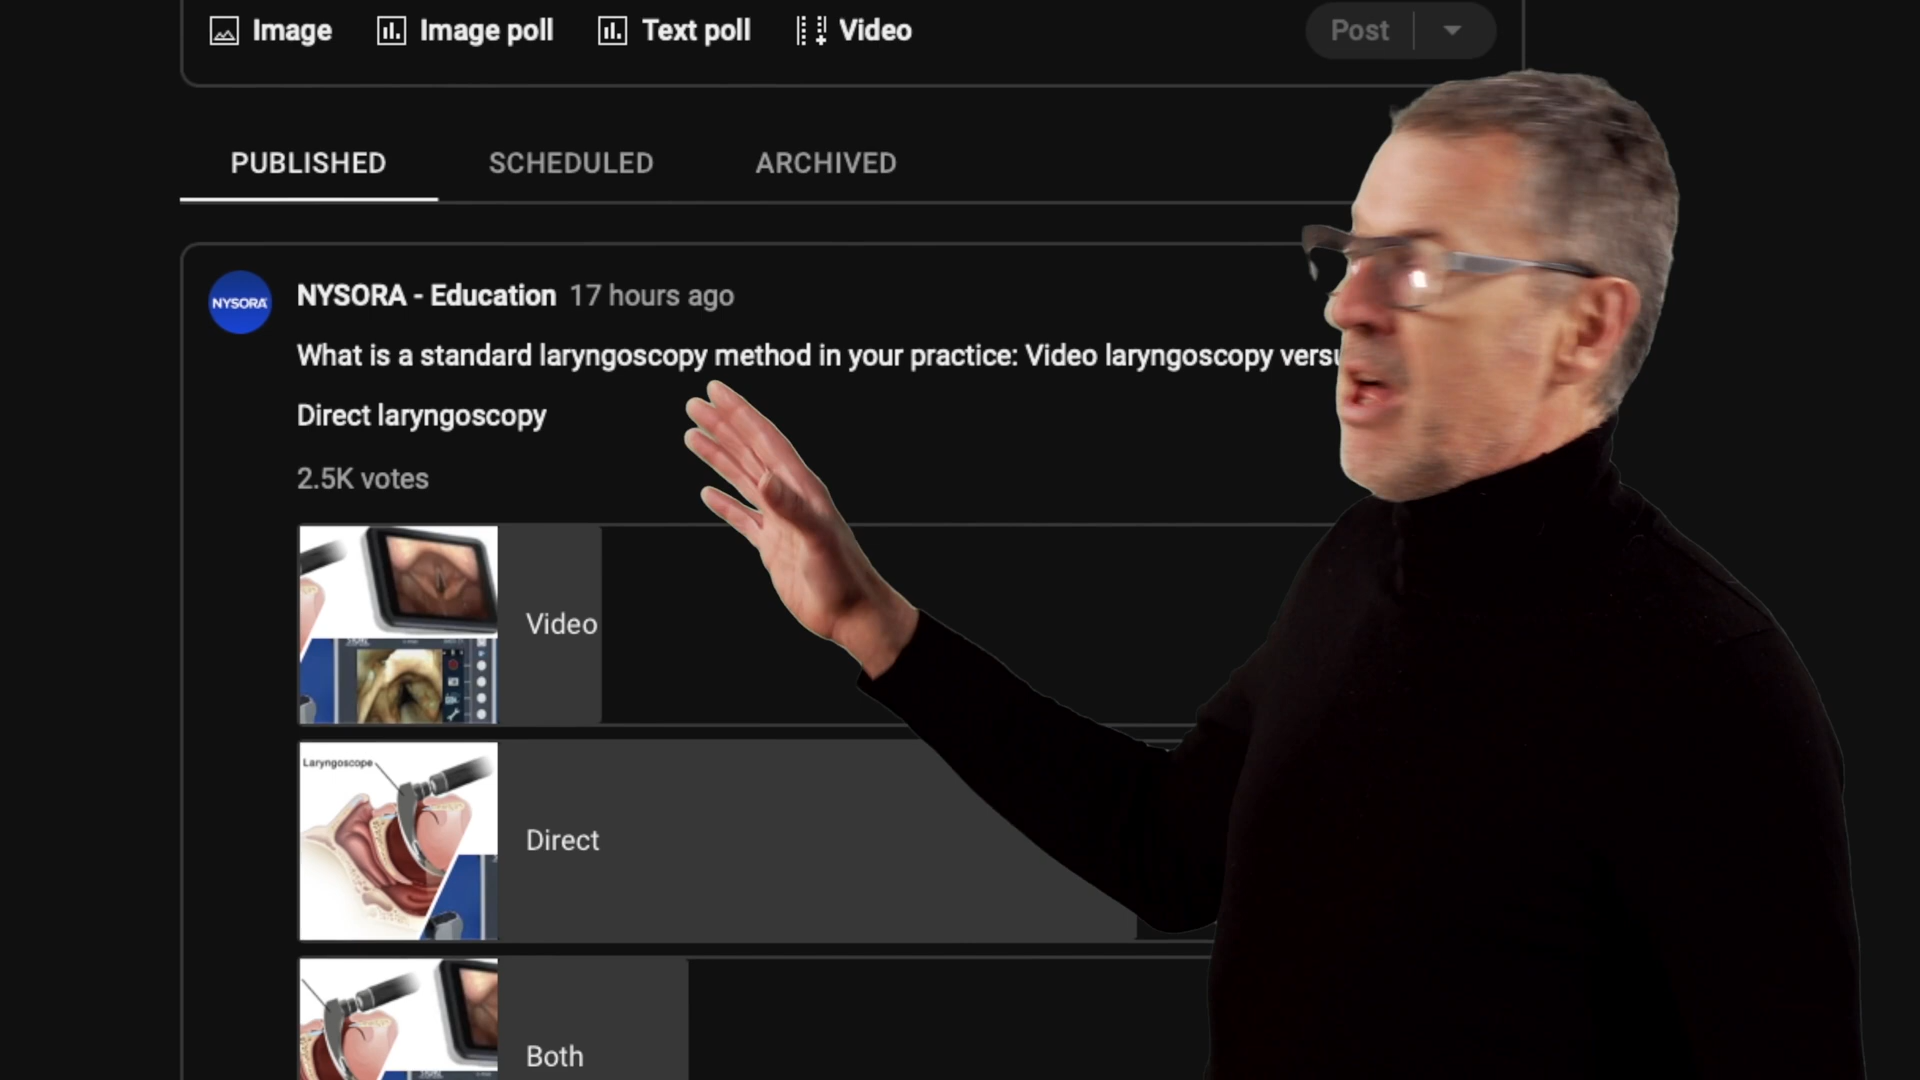 Image Image poll Text poll Video Post
PUBLISHED SCHEDULED ARCHIVED
NYSORA
NYSORA - Education 17 hours ago
What is a standard laryngoscopy method in your practice: Video laryngoscopy versu
Direct laryngoscopy
2.5K votes
Video
Laryngoscope
Direct
Both